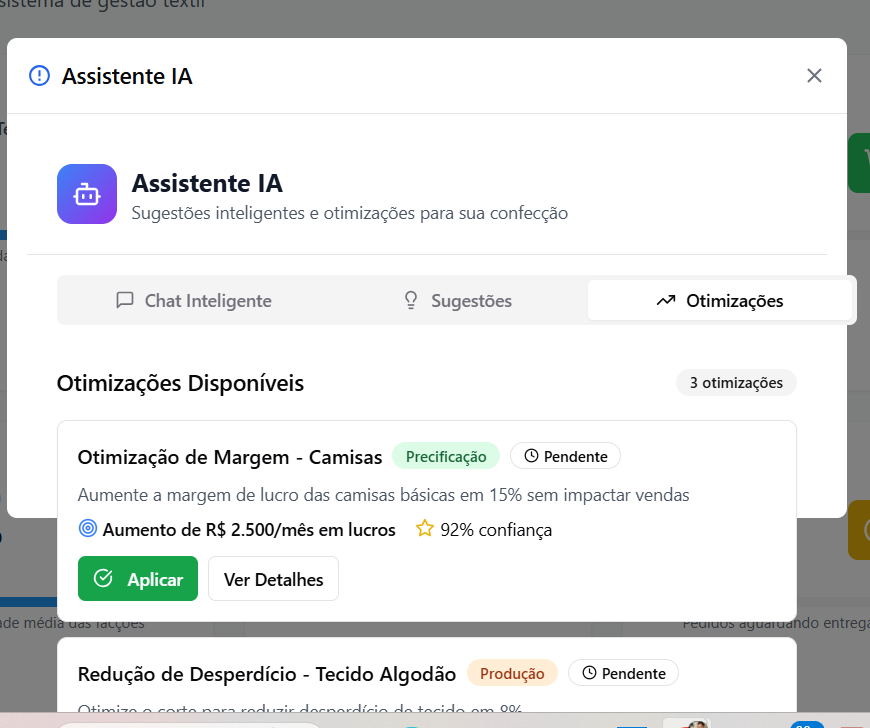 sistema de gestão têxtil
Assistente IA
Assistente IA
Sugestões inteligentes e otimizações para sua confecção
Chat Inteligente
Sugestões
Otimizações
Otimizações Disponíveis
3 otimizações
Otimização de Margem - Camisas
Precificação
Pendente
Aumente a margem de lucro das camisas básicas em 15% sem impactar vendas
Aumento de R$ 2.500/mês em lucros
92% confiança
Aplicar
Ver Detalhes
média das facções
Pedidos aguardando
Redução de Desperdício - Tecido Algodão
Produção
Pendente
Otimize o corte para reduzir desperdício de tecido em 8%